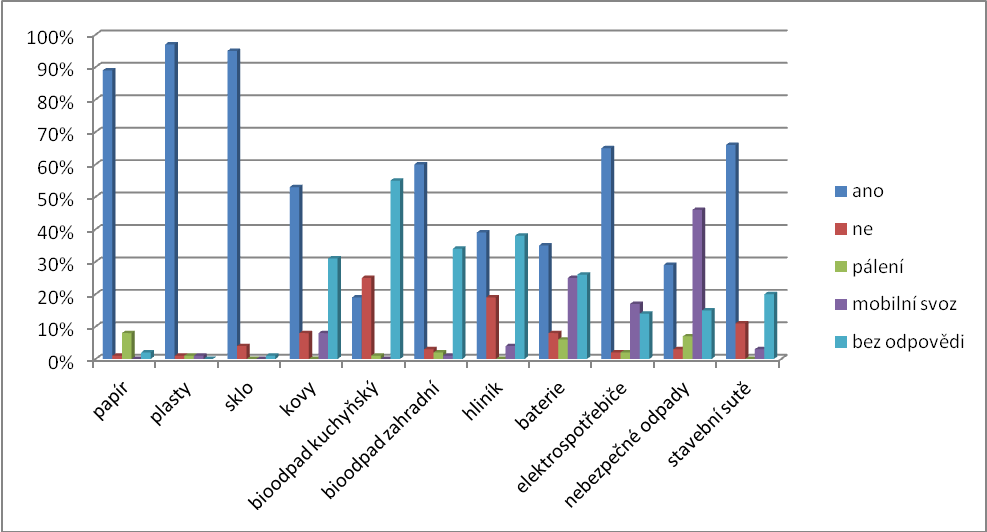 100%
90%
80%
70%
60%
50%
40%
30%
20%
10%
0%
papír
plasty
sklo
kovy
bioodpad kuchyňský
bioodpad zahradní
hliník
baterie
elektrospotřebiče
nebezpečné odpady
stavební sutě
ano
ne
pálení
mobilní svoz
bez odpovědi